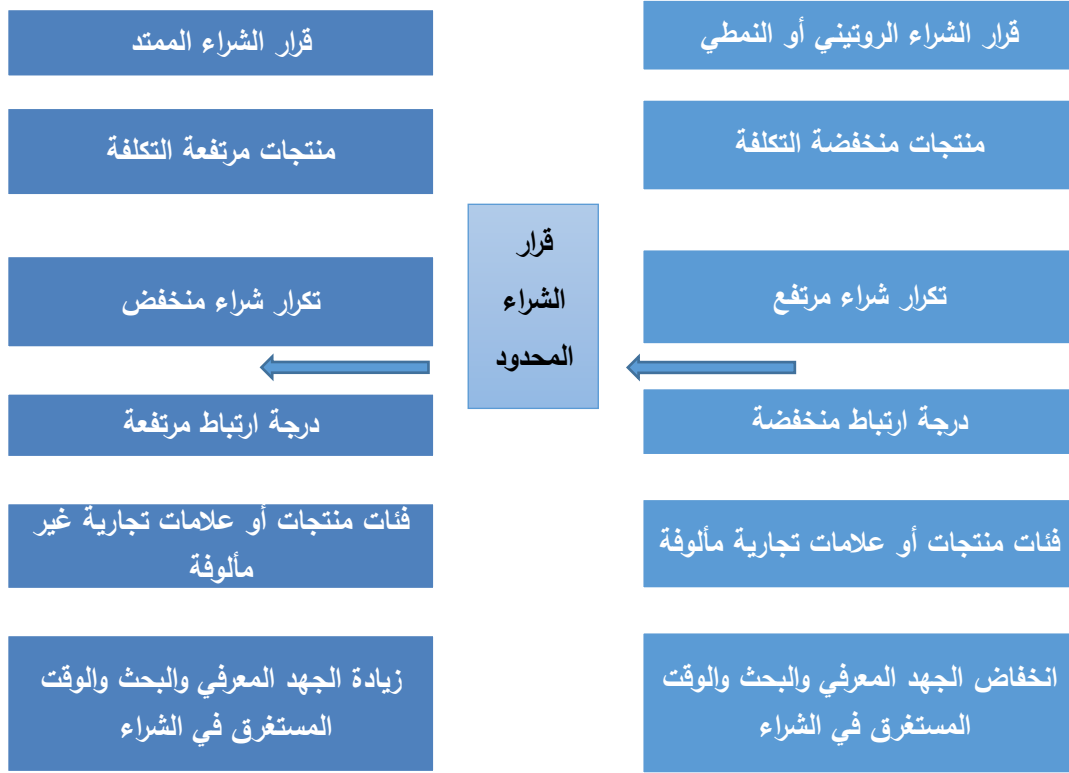 قرار الشراء الروتيني أو النمطي
منتجات منخفضة التكلفة
تكرار شراء مرتفع
درجة ارتباط منخفضة
فئات منتجات أو علامات تجارية مألوفة
انخفاض الجهد المعرفي والبحث والوقت
المستغرق في الشراء
قرار
الشراء
المحدود
قرار الشراء الممتد
منتجات مرتفعة التكلفة
تكرار شراء منخفض
درجة ارتباط مرتفعة
فئات منتجات أو علامات تجارية غير
مألوفة
زيادة الجهد المعرفي والبحث والوقت
المستغرق في الشراء